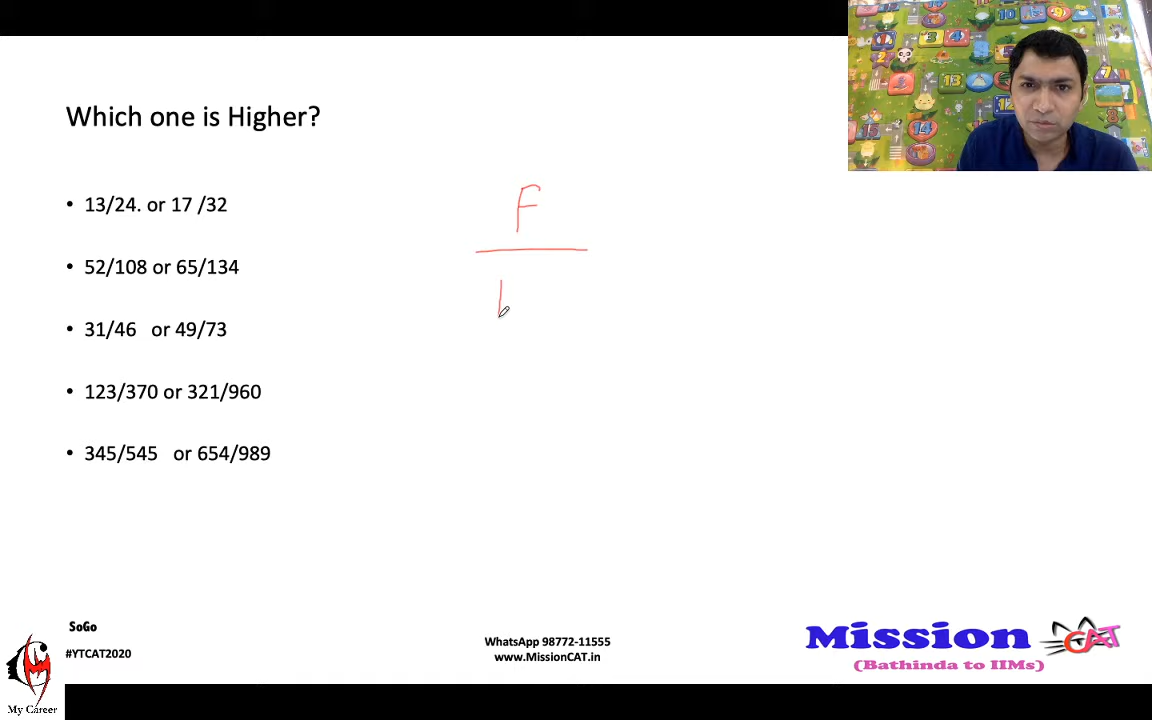 Which one is Higher?
• 13/24. or 17 /32
• 52/108 or 65/134
• 31/46 or 49/73
• 123/370 or 321/960
• 345/545 or 654/989
F
SoGo
#YTCAT2020
WhatsApp 98772-11555
www.MissionCAT.in
Mission CAT
(Bathinda to IIMs)
My Career